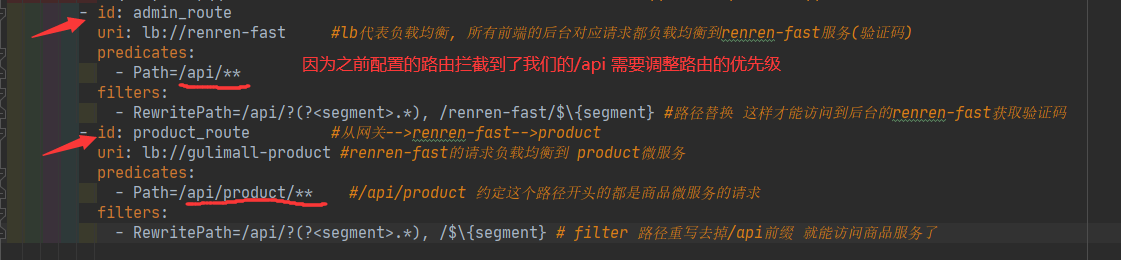 - id: admin_route
uri: lb://renren-fast #lb代表负载均衡, 所有前端的后台对应请求都负载均衡到renren-fast服务(验证码)
predicates:
- Path=/api/**
因为之前配置的路由拦截到了我们的/api 需要调整路由的优先级
filters:
- RewritePath=/api/?(?<segment>.*), /renren-fast/$\{segment} #路径替换 这样才能访问到后台的renren-fast获取验证码
- id: product_route #从网关-->renren-fast-->product
uri: lb://gulimall-product #renren-fast的请求负载均衡到 product微服务
predicates:
- Path=/api/product/** #/api/product 约定这个路径开头的都是商品微服务的请求
filters:
- RewritePath=/api/?(?<segment>.*), /$\{segment} # filter 路径重写去掉/api前缀 就能访问商品服务了